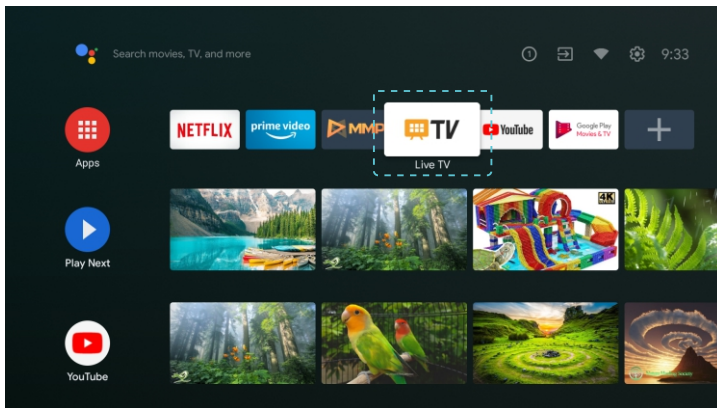 Search movies, TV, and more
1
9:33
Apps
NETFLIX
prime video
MMP
TV
YouTube
Google Play
Movies & TV
Live TV
Play Next
4K
YouTube